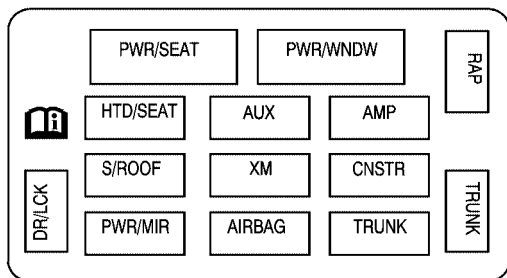 PWR/SEAT PWR/WNDW RAP
HTD/SEAT AUX AMP
S/ROOF XM CNSTR
DR/LCK TRUNK
PWR/MIR AIRBAG TRUNK